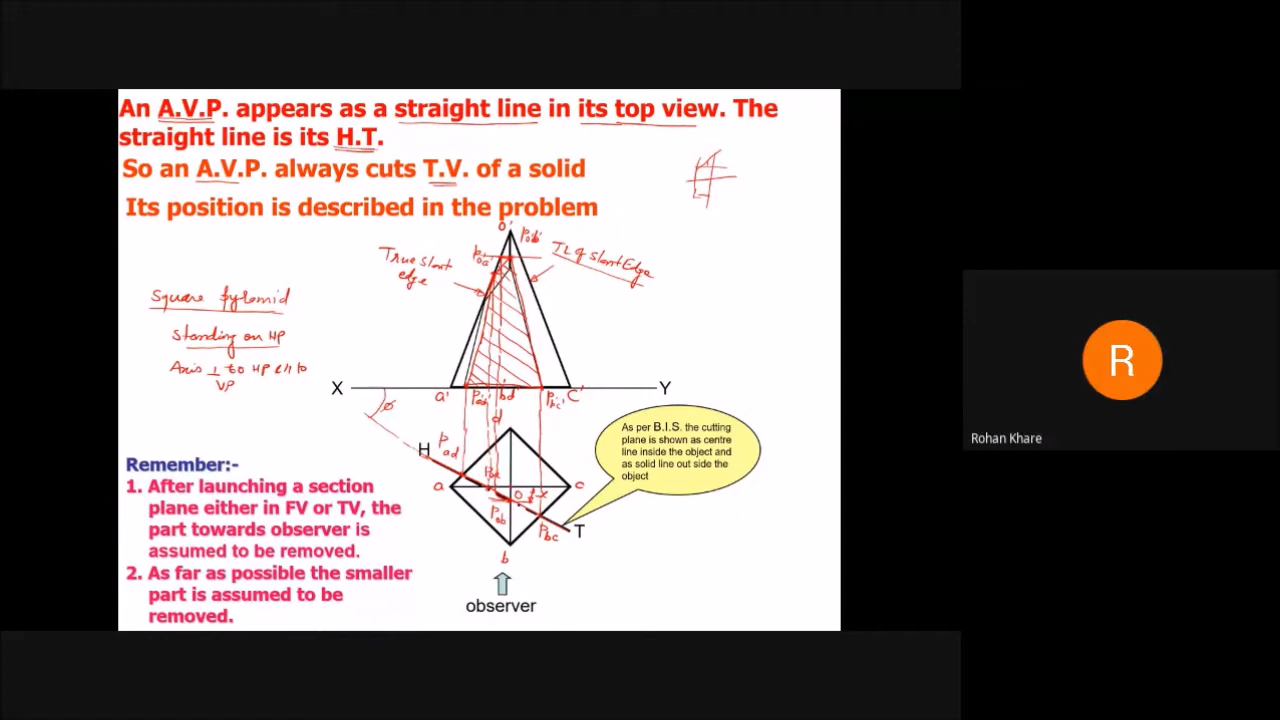 An A.V.P. appears as a straight line in its top view. The
straight line is its H.T.
So an A.V.P. always cuts T.V. of a solid
Its position is described in the problem
O'
True slant
edge
TL of Slant Edge
Square pyramid
Standing on HP
Axis ⊥ to HP & ll to
VP
X
a'
b'd'
C'
Y
ø
d
H
Pad
a
O
x
c
Pbc
T
b
As per B.I.S. the cutting
plane is shown as centre
line inside the object and
as solid line out side the
object
Remember:-
1. After launching a section
plane either in FV or TV, the
part towards observer is
assumed to be removed.
2. As far as possible the smaller
part is assumed to be
removed.
observer
R
Rohan Khare